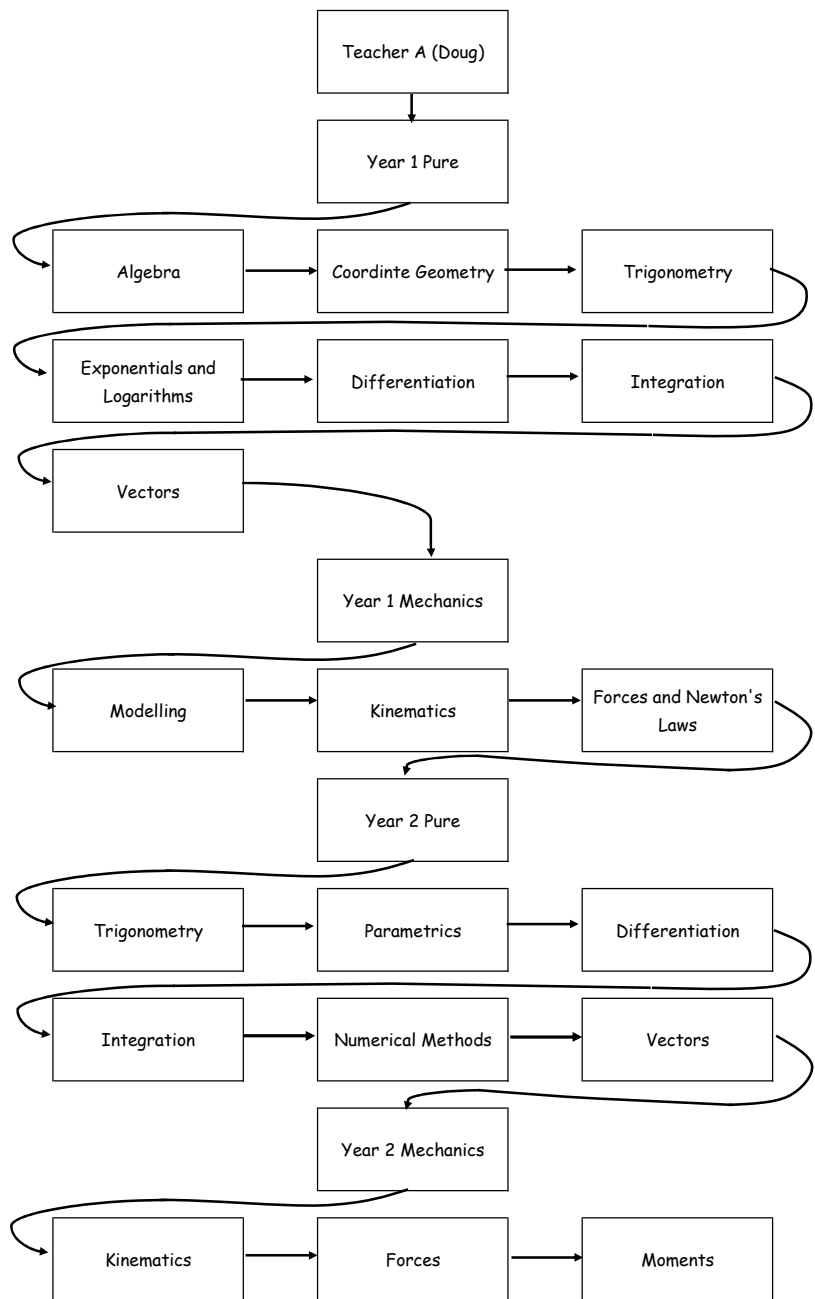 Teacher A (Doug)
Year 1 Pure
Algebra
Coordinte Geometry
Trigonometry
Exponentials and
Logarithms
Differentiation
Integration
Vectors
Year 1 Mechanics
Modelling
Kinematics
Forces and Newton's
Laws
Year 2 Pure
Trigonometry
Parametrics
Differentiation
Integration
Numerical Methods
Vectors
Year 2 Mechanics
Kinematics
Forces
Moments